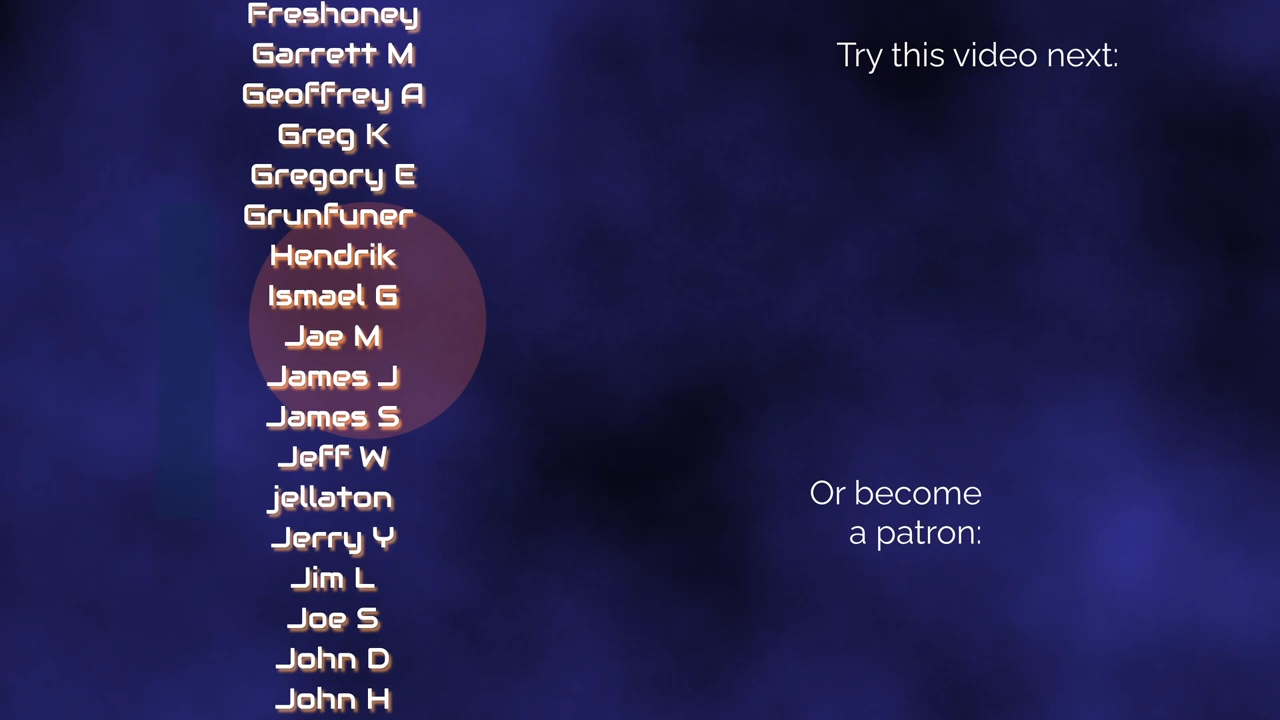 Freshoney
Garrett M
Geoffrey A
Greg K
Gregory E
Grunfuner
Hendrik
Ismael G
Jae M
James J
James S
Jeff W
jellaton
Jerry Y
Jim L
Joe S
John D
John H
Try this video next:
Or become
a patron: